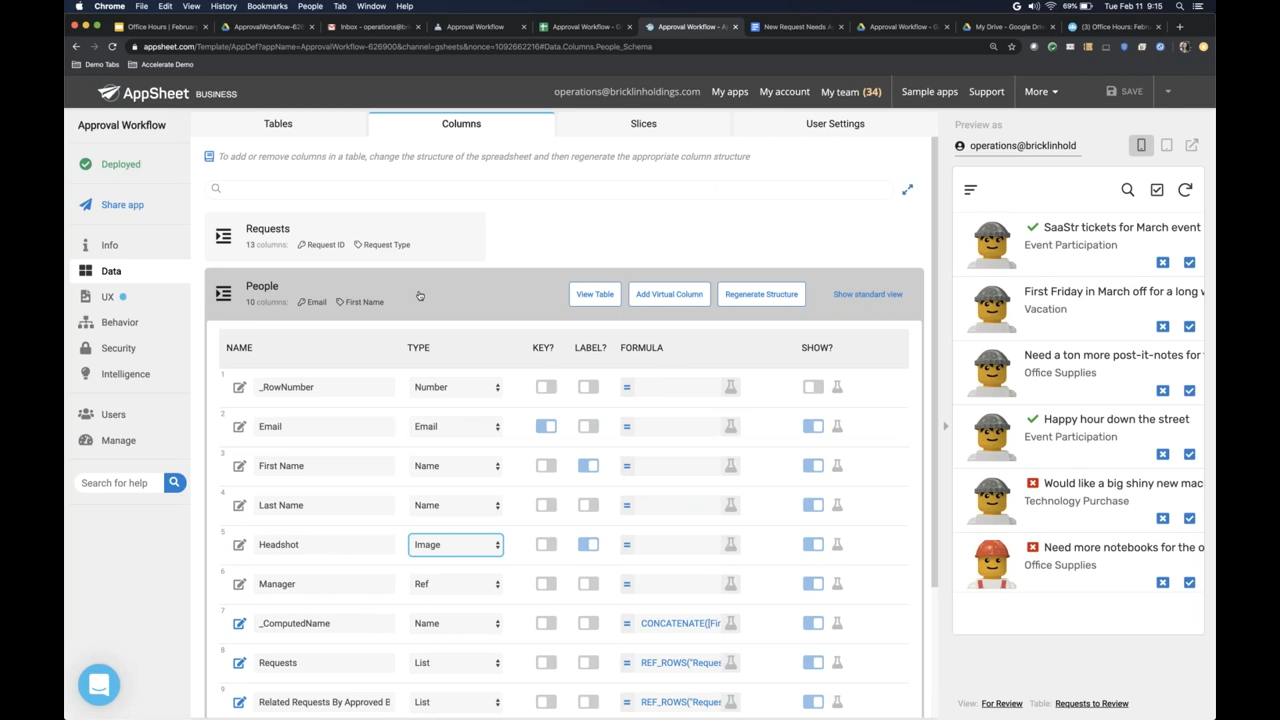 Chrome File Edit View History Bookmarks People Tab Window Help
69% Tue Feb 11 9:15
Office Hours | Februar
ApprovalWorkflow-626
Inbox - operations@br
Approval Workflow
Approval Workflow - G
Approval Workflow - A
New Request Needs A
Approval Workflow - G
My Drive - Google Driv
(3) Office Hours: Febr
appsheet.com/Template/AppDef?appName=ApprovalWorkflow-626900&channel=gsheets&nonce=1092662216#Data.Columns.People_Schema
Demo Tabs Accelerate Demo
AppSheet BUSINESS
operations@bricklinholdings.com My apps My account My team (34) Sample apps Support More SAVE
Approval Workflow
Deployed
Share app
Info
Data
UX
Behavior
Security
Intelligence
Users
Manage
Search for help
Tables Columns Slices User Settings
To add or remove columns in a table, change the structure of the spreadsheet and then regenerate the appropriate column structure
Requests
13 columns: Request ID Request Type
People
10 columns: Email First Name
View Table Add Virtual Column Regenerate Structure Show standard view
NAME TYPE KEY? LABEL? FORMULA SHOW?
1 _RowNumber Number =
2 Email Email =
3 First Name Name =
4 Last Name Name =
5 Headshot Image =
6 Manager Ref =
7 _ComputedName Name = CONCATENATE([Fir
8 Requests List = REF_ROWS("Reques
9 Related Requests By Approved B List = REF_ROWS("Reques
Preview as
operations@bricklinhold
SaaStr tickets for March event
Event Participation
First Friday in March off for a long w
Vacation
Need a ton more post-it-notes for
Office Supplies
Happy hour down the street
Event Participation
Would like a big shiny new mac
Technology Purchase
Need more notebooks for the o
Office Supplies
View: For Review Table: Requests to Review